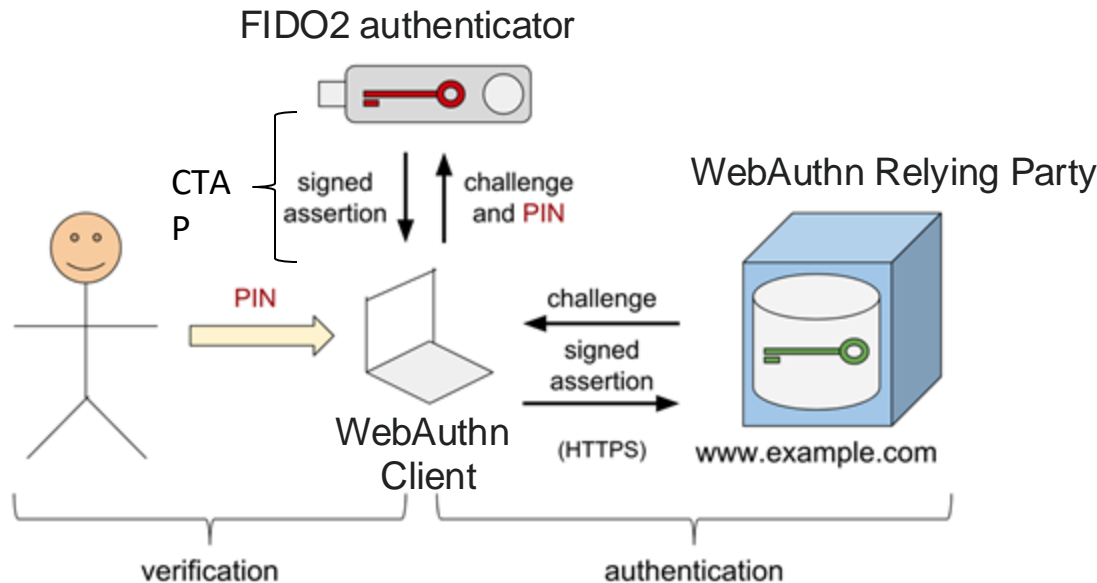 FIDO2 authenticator
CTA
P
signed
assertion
challenge
and PIN
WebAuthn Relying Party
PIN
challenge
signed
assertion
(HTTPS)
WebAuthn
Client
www.example.com
verification
authentication